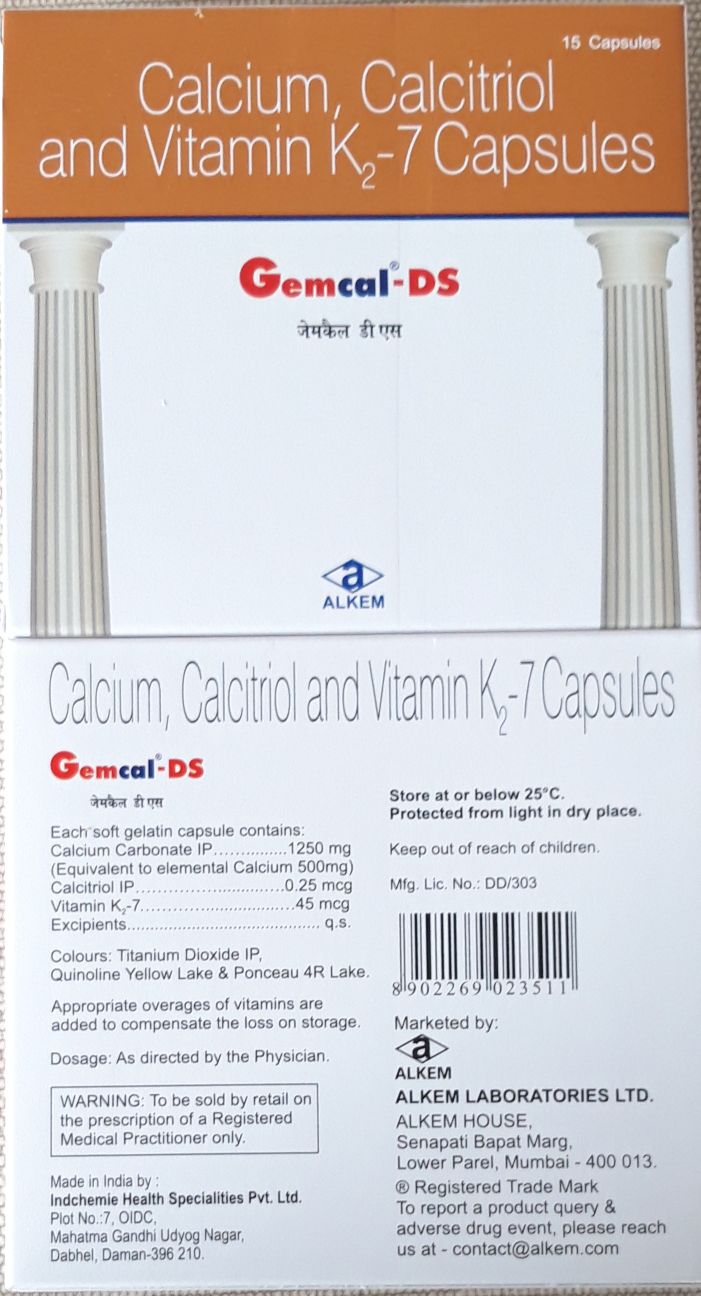 15 Capsules
Calcium, Calcitriol
and Vitamin K2-7 Capsules
Gemcal®-DS
जेमकैल डी एस
a
ALKEM
Calcium, Calcitriol and Vitamin K2-7 Capsules
Gemcal®-DS
जेमकैल डी एस
Each soft gelatin capsule contains:
Calcium Carbonate IP...............1250 mg
(Equivalent to elemental Calcium 500mg)
Calcitriol IP..............................0.25 mcg
Vitamin K2-7...............................45 mcg
Excipients.......................................... q.s.
Colours: Titanium Dioxide IP,
Quinoline Yellow Lake & Ponceau 4R Lake.
Appropriate overages of vitamins are
added to compensate the loss on storage.
Dosage: As directed by the Physician.
WARNING: To be sold by retail on
the prescription of a Registered
Medical Practitioner only.
Made in India by :
Indchemie Health Specialities Pvt. Ltd.
Plot No.:7, OIDC,
Mahatma Gandhi Udyog Nagar,
Dabhel, Daman-396 210.
Store at or below 25°C.
Protected from light in dry place.
Keep out of reach of children.
Mfg. Lic. No.: DD/303
8 902269 023511
Marketed by:
a
ALKEM
ALKEM LABORATORIES LTD.
ALKEM HOUSE,
Senapati Bapat Marg,
Lower Parel, Mumbai - 400 013.
® Registered Trade Mark
To report a product query &
adverse drug event, please reach
us at - contact@alkem.com